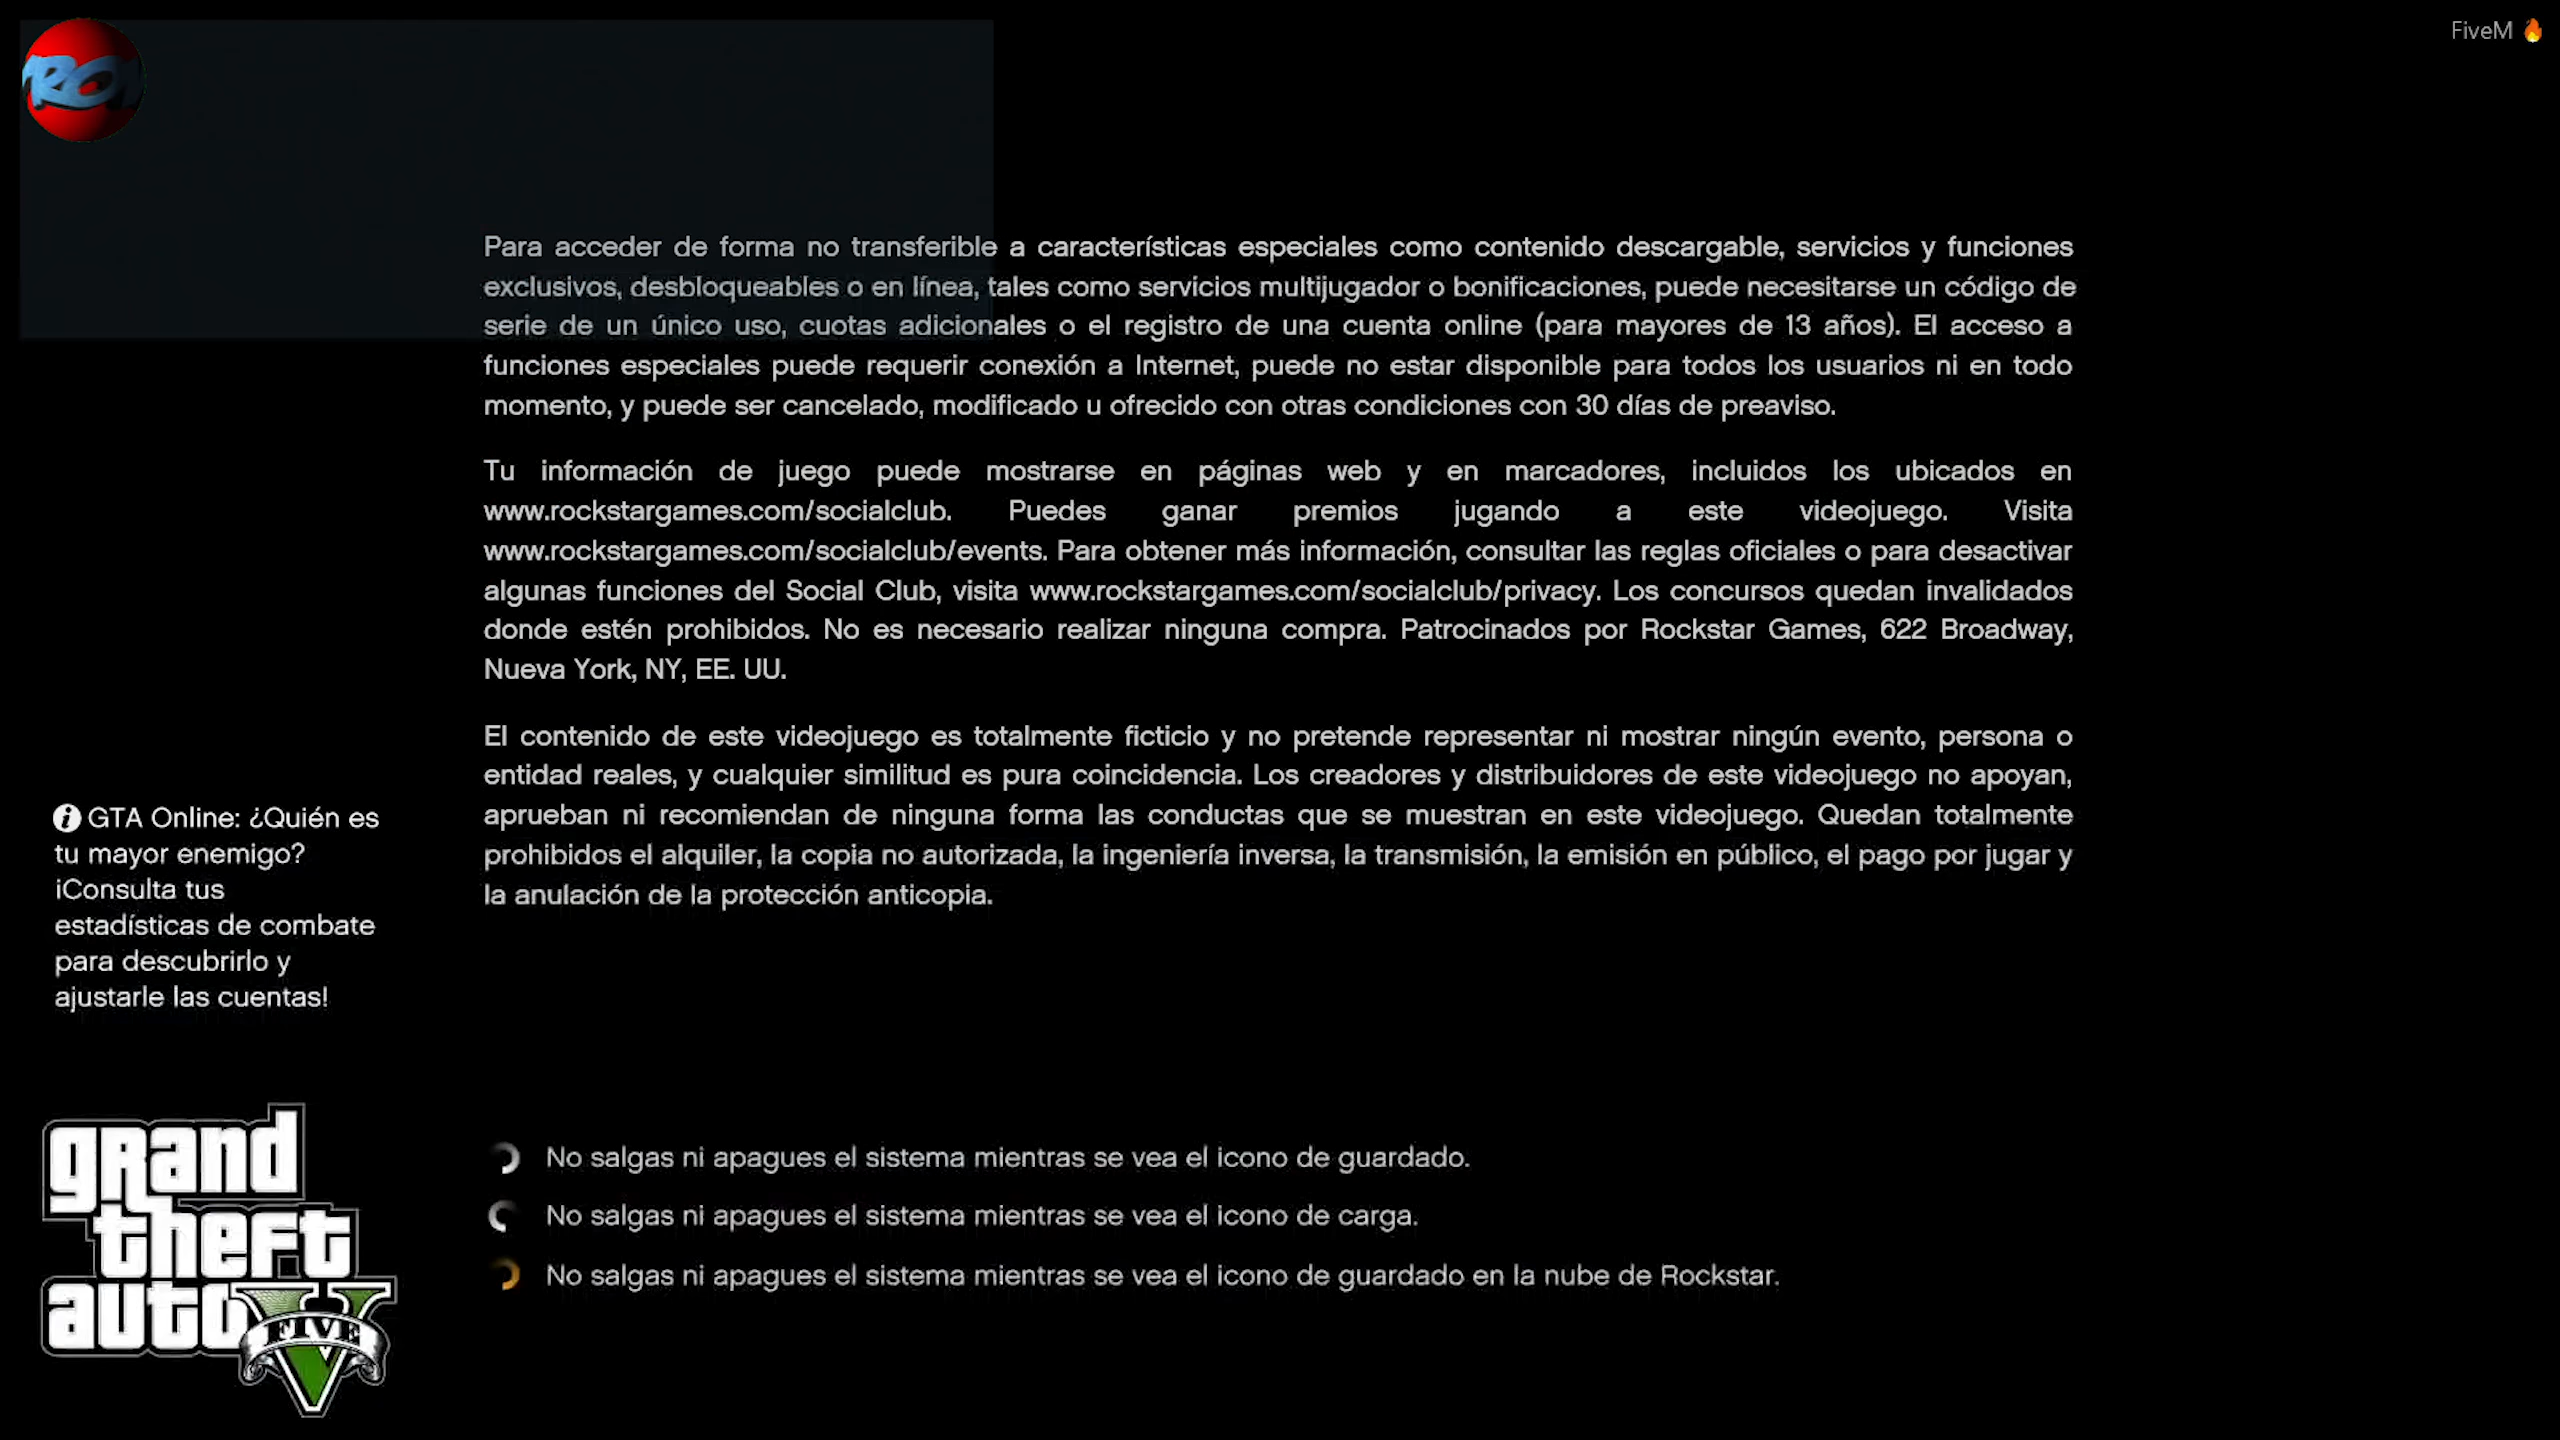 FiveM
Para acceder de forma no transferible a características especiales como contenido descargable, servicios y funciones
exclusivos, desbloqueables o en línea, tales como servicios multijugador o bonificaciones, puede necesitarse un código de
serie de un único uso, cuotas adicionales o el registro de una cuenta online (para mayores de 13 años). El acceso a
funciones especiales puede requerir conexión a Internet, puede no estar disponible para todos los usuarios ni en todo
momento, y puede ser cancelado, modificado u ofrecido con otras condiciones con 30 días de preaviso.
Tu información de juego puede mostrarse en páginas web y en marcadores, incluidos los ubicados en
www.rockstargames.com/socialclub. Puedes ganar premios jugando a este videojuego. Visita
www.rockstargames.com/socialclub/events. Para obtener más información, consultar las reglas oficiales o para desactivar
algunas funciones del Social Club, visita www.rockstargames.com/socialclub/privacy. Los concursos quedan invalidados
donde estén prohibidos. No es necesario realizar ninguna compra. Patrocinados por Rockstar Games, 622 Broadway,
Nueva York, NY, EE. UU.
El contenido de este videojuego es totalmente ficticio y no pretende representar ni mostrar ningún evento, persona o
entidad reales, y cualquier similitud es pura coincidencia. Los creadores y distribuidores de este videojuego no apoyan,
aprueban ni recomiendan de ninguna forma las conductas que se muestran en este videojuego. Quedan totalmente
prohibidos el alquiler, la copia no autorizada, la ingeniería inversa, la transmisión, la emisión en público, el pago por jugar y
la anulación de la protección anticopia.
GTA Online: ¿Quién es
tu mayor enemigo?
¡Consulta tus
estadísticas de combate
para descubrirlo y
ajustarle las cuentas!
grand
theft
auto V
FIVE
No salgas ni apagues el sistema mientras se vea el icono de guardado.
No salgas ni apagues el sistema mientras se vea el icono de carga.
No salgas ni apagues el sistema mientras se vea el icono de guardado en la nube de Rockstar.